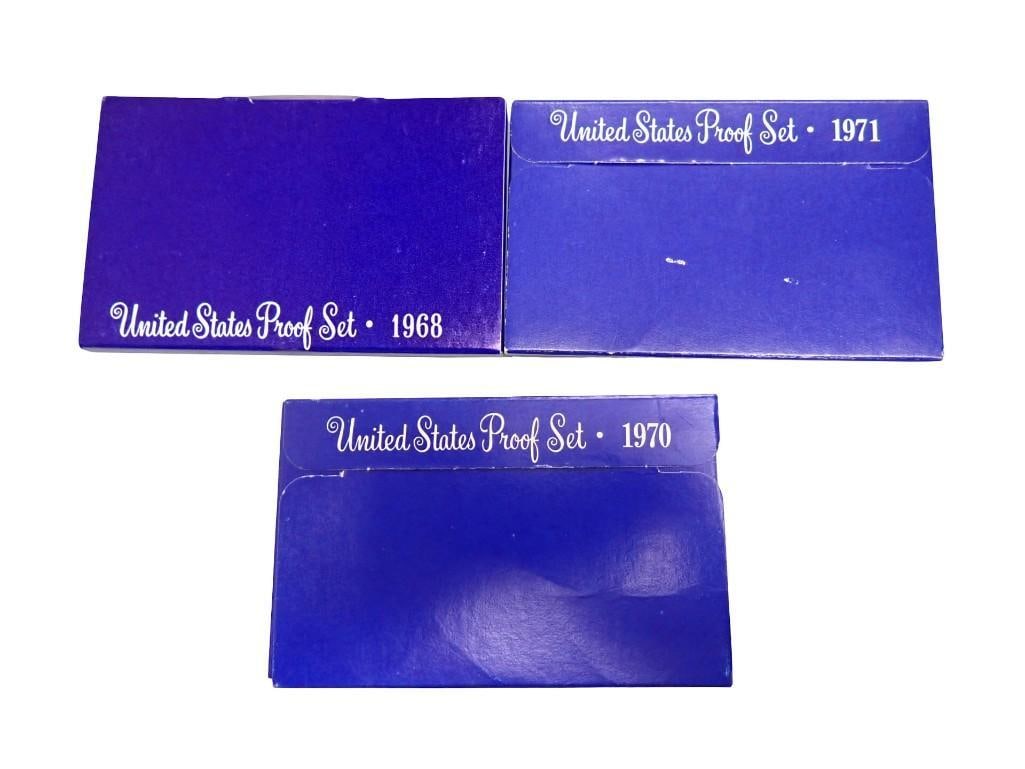 United States Proof Set • 1968
United States Proof Set • 1971
United States Proof Set • 1970